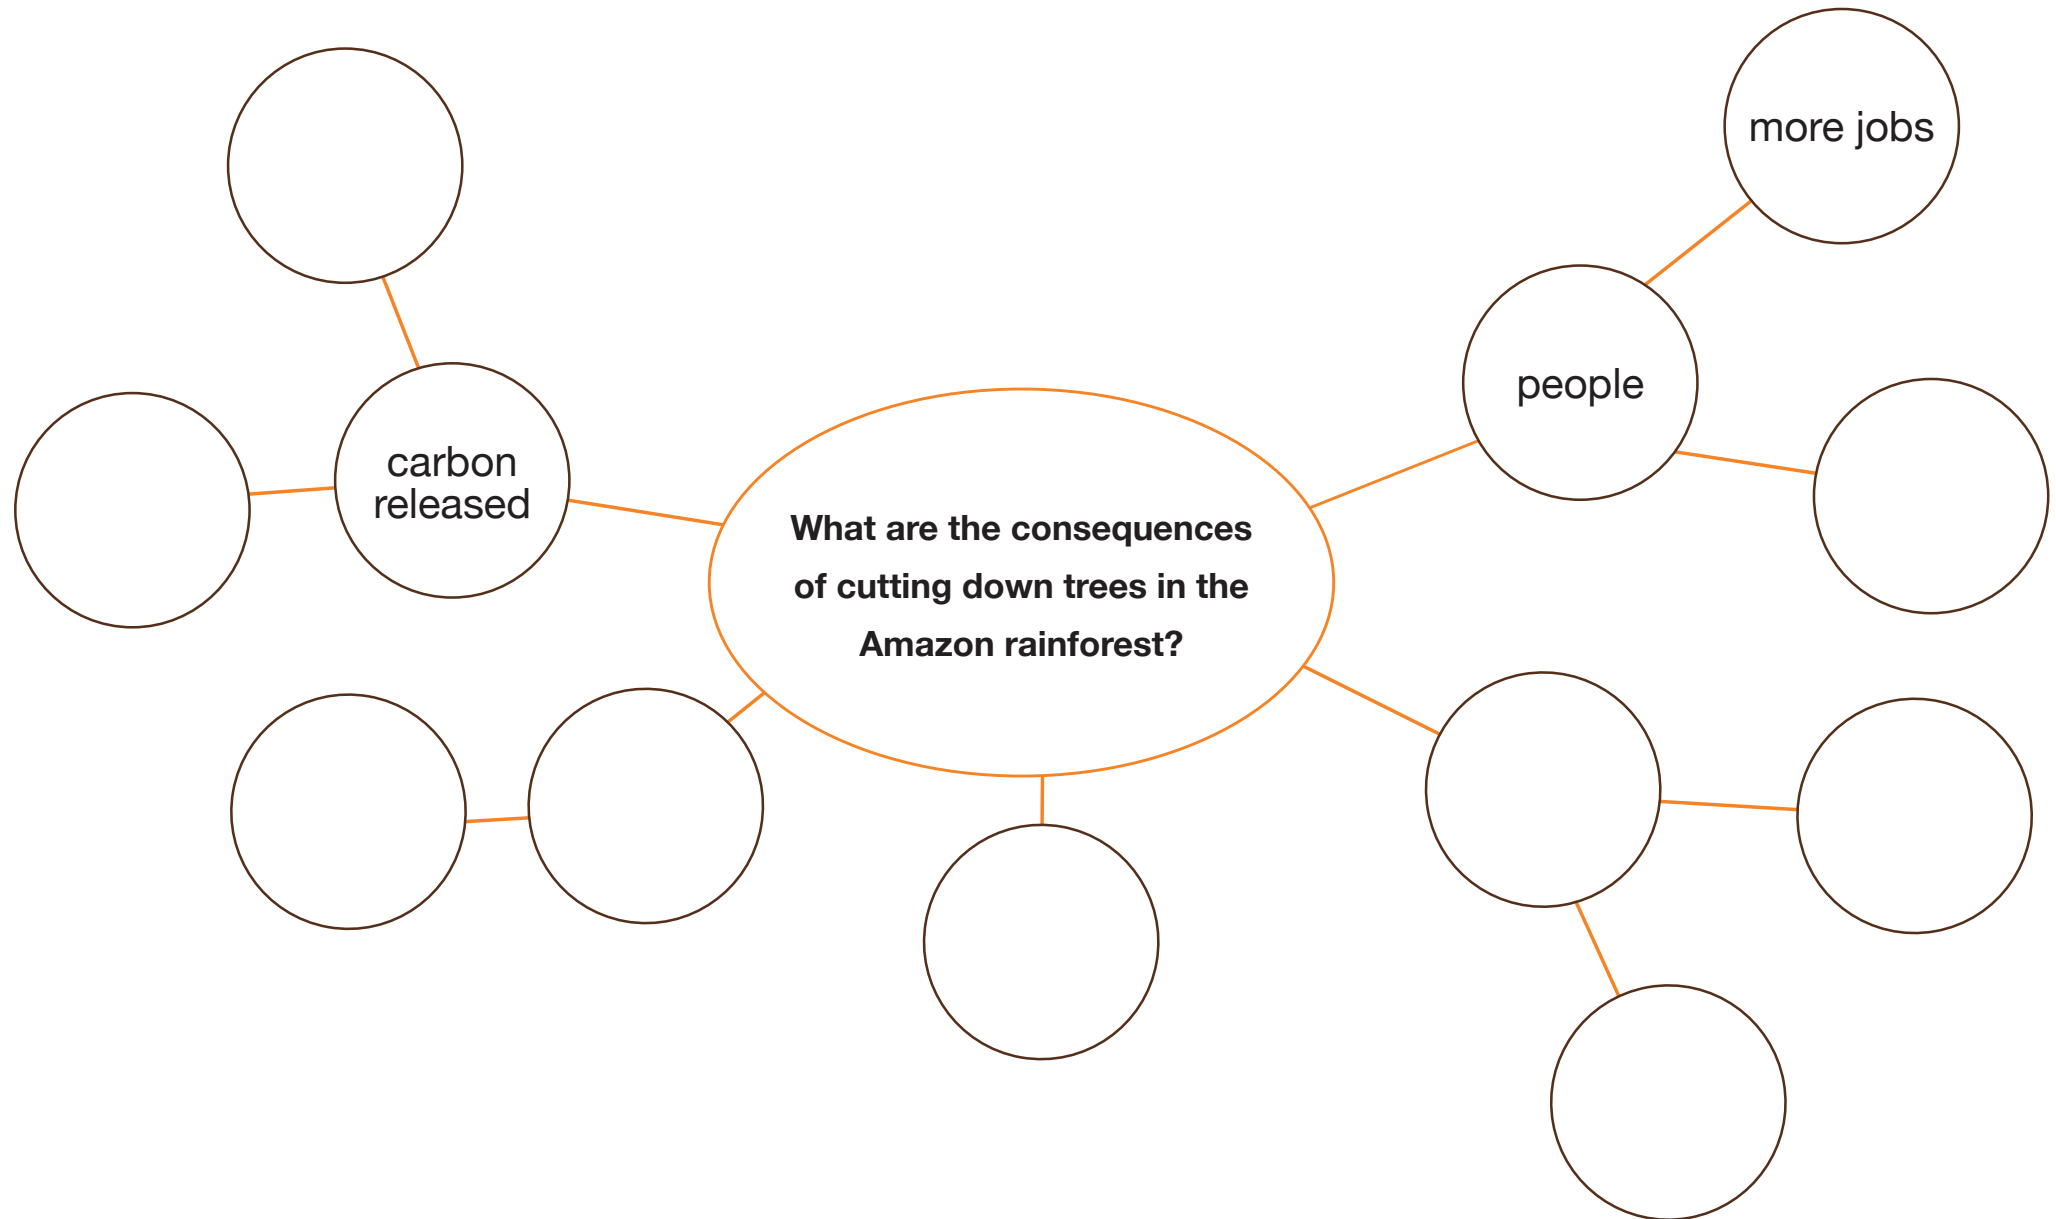 more jobs
people
carbon
released
What are the consequences
of cutting down trees in the
Amazon rainforest?